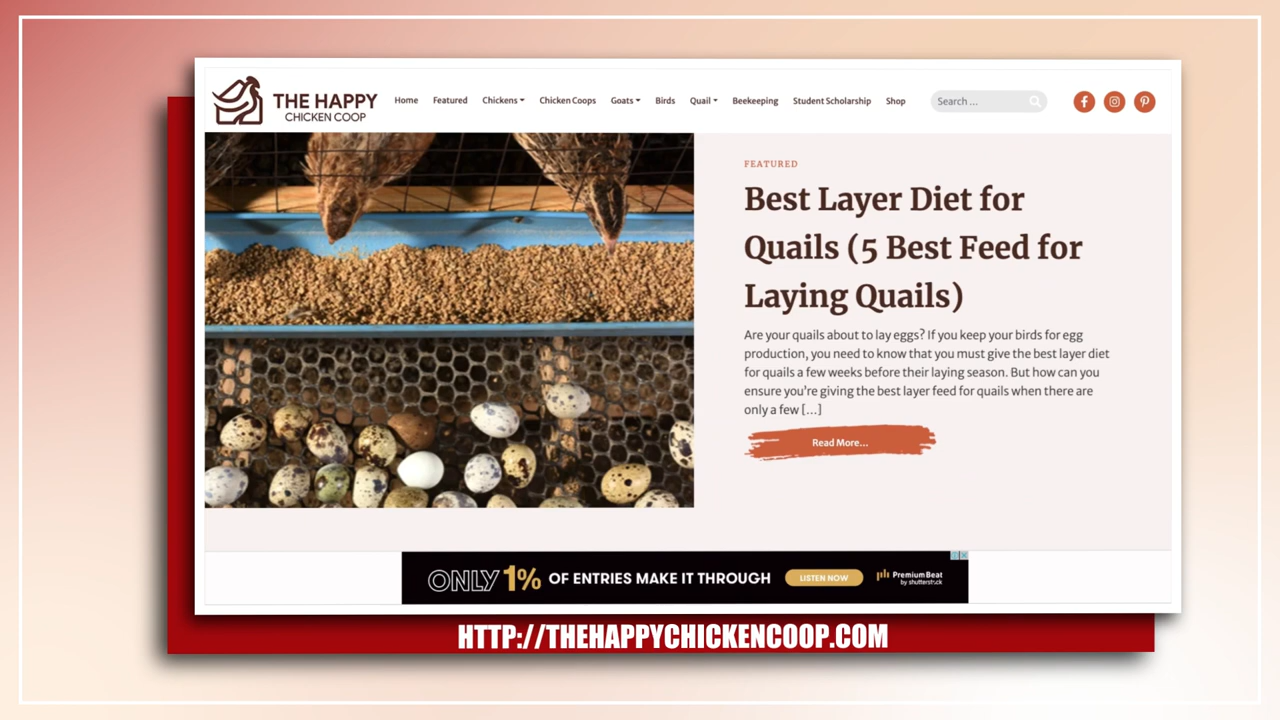 THE HAPPY
CHICKEN COOP
Home Featured Chickens Chicken Coops Goats Birds Quail Beekeeping Student Scholarship Shop Search ...
FEATURED
Best Layer Diet for
Quails (5 Best Feed for
Laying Quails)
Are your quails about to lay eggs? If you keep your birds for egg
production, you need to know that you must give the best layer diet
for quails a few weeks before their laying season. But how can you
ensure you're giving the best layer feed for quails when there are
only a few [...]
Read More...
ONLY 1% OF ENTRIES MAKE IT THROUGH LISTEN NOW PremiumBeat
by shutterstock
HTTP://THEHAPPYCHICKENCOOP.COM